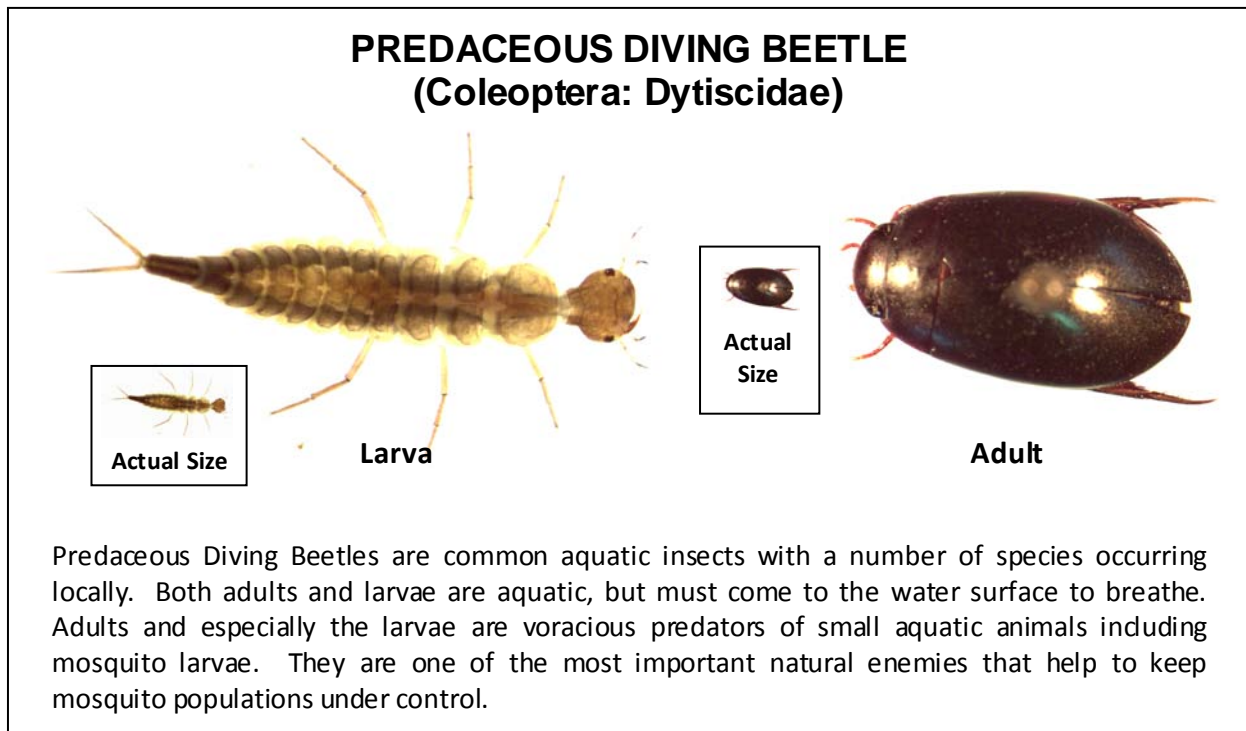 PREDACEOUS DIVING BEETLE
(Coleoptera: Dytiscidae)
Actual Size
Larva
Actual
Size
Adult
Predaceous Diving Beetles are common aquatic insects with a number of species occurring
locally. Both adults and larvae are aquatic, but must come to the water surface to breathe.
Adults and especially the larvae are voracious predators of small aquatic animals including
mosquito larvae. They are one of the most important natural enemies that help to keep
mosquito populations under control.